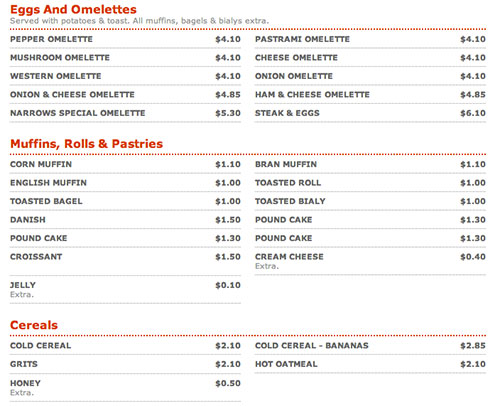 Eggs And Omelettes
Served with potatoes & toast. All muffins, bagels & bialys extra.
PEPPER OMELETTE $4.10 PASTRAMI OMELETTE $4.10
MUSHROOM OMELETTE $4.10 CHEESE OMELETTE $4.10
WESTERN OMELETTE $4.10 ONION OMELETTE $4.10
ONION & CHEESE OMELETTE $4.85 HAM & CHEESE OMELETTE $4.85
NARROWS SPECIAL OMELETTE $5.30 STEAK & EGGS $6.10
Muffins, Rolls & Pastries
CORN MUFFIN $1.10 BRAN MUFFIN $1.10
ENGLISH MUFFIN $1.00 TOASTED ROLL $1.00
TOASTED BAGEL $1.00 TOASTED BIALY $1.00
DANISH $1.50 POUND CAKE $1.30
POUND CAKE $1.30 POUND CAKE $1.30
CROISSANT $1.50 CREAM CHEESE $0.40
Extra.
JELLY $0.10
Extra.
Cereals
COLD CEREAL $2.10 COLD CEREAL - BANANAS $2.85
GRITS $2.10 HOT OATMEAL $2.10
HONEY $0.50
Extra.